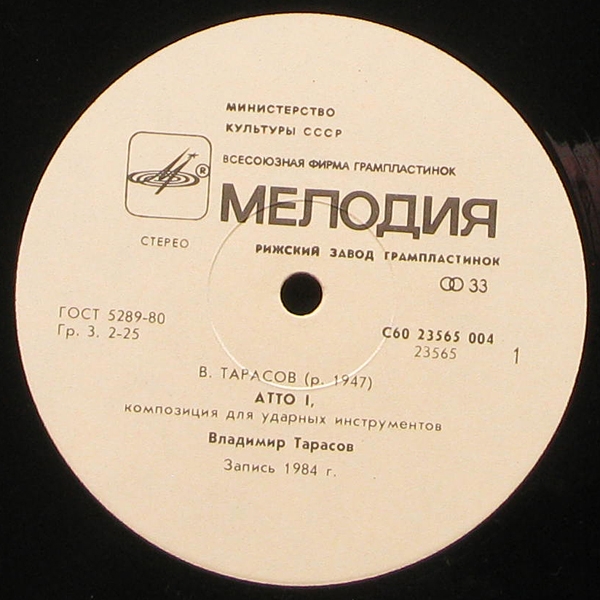 МИНИСТЕРСТВО
КУЛЬТУРЫ СССР
ВСЕСОЮЗНАЯ ФИРМА ГРАМПЛАСТИНОК
®
МЕЛОДИЯ
СТЕРЕО
РИЖСКИЙ ЗАВОД ГРАМПЛАСТИНОК
33
ГОСТ 5289-80
Гр. 3. 2-25
С60 23565 004
23565
1
В. ТАРАСОВ (р. 1947)
АТТО I,
композиция для ударных инструментов
Владимир Тарасов
Запись 1984 г.